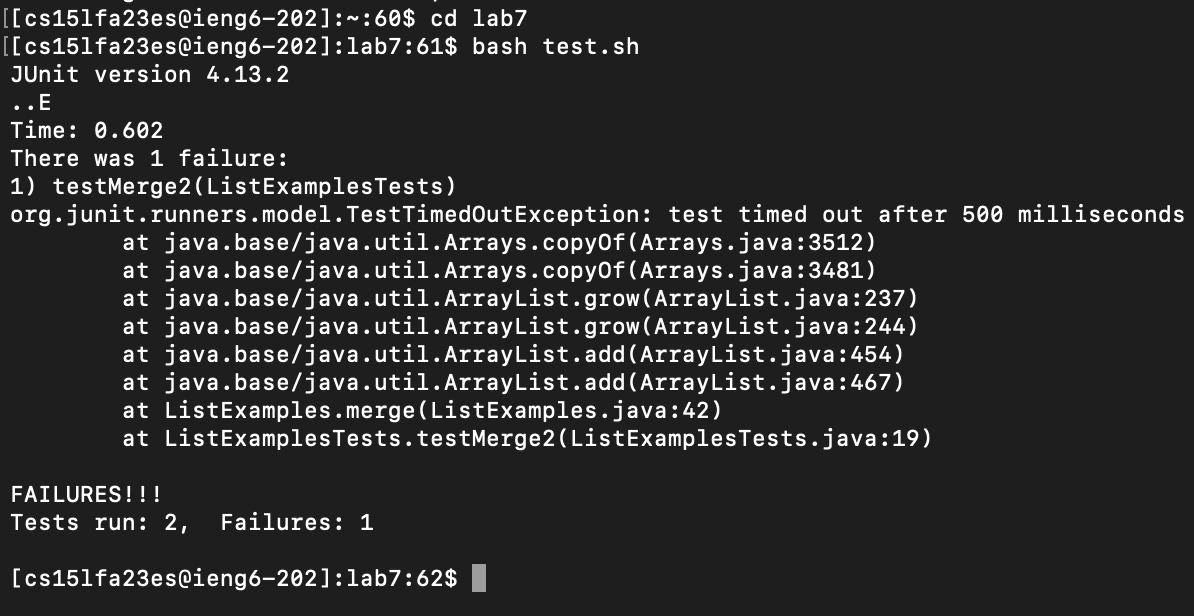 [[cs15lfa23es@ieng6-202]:~:60$ cd lab7
[[cs15lfa23es@ieng6-202]:lab7:61$ bash test.sh
JUnit version 4.13.2
..E
Time: 0.602
There was 1 failure:
1) testMerge2(ListExamplesTests)
org.junit.runners.model.TestTimedOutException: test timed out after 500 milliseconds
        at java.base/java.util.Arrays.copyOf(Arrays.java:3512)
        at java.base/java.util.Arrays.copyOf(Arrays.java:3481)
        at java.base/java.util.ArrayList.grow(ArrayList.java:237)
        at java.base/java.util.ArrayList.grow(ArrayList.java:244)
        at java.base/java.util.ArrayList.add(ArrayList.java:454)
        at java.base/java.util.ArrayList.add(ArrayList.java:467)
        at ListExamples.merge(ListExamples.java:42)
        at ListExamplesTests.testMerge2(ListExamplesTests.java:19)

FAILURES!!!
Tests run: 2,  Failures: 1

[cs15lfa23es@ieng6-202]:lab7:62$